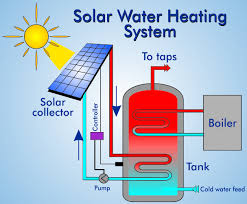 Solar Water Heating
System
To taps
Solar
collector
Controller
Boiler
Tank
Pump
Cold water feed